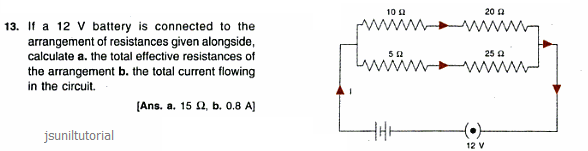 13. If a 12 V battery is connected to the
arrangement of resistances given alongside,
calculate a. the total effective resistances of
the arrangement b. the total current flowing
in the circuit.
[Ans. a. 15 Ω, b. 0.8 A]
jsuniltutorial
10 Ω
20 Ω
5 Ω
25 Ω
I
12 V